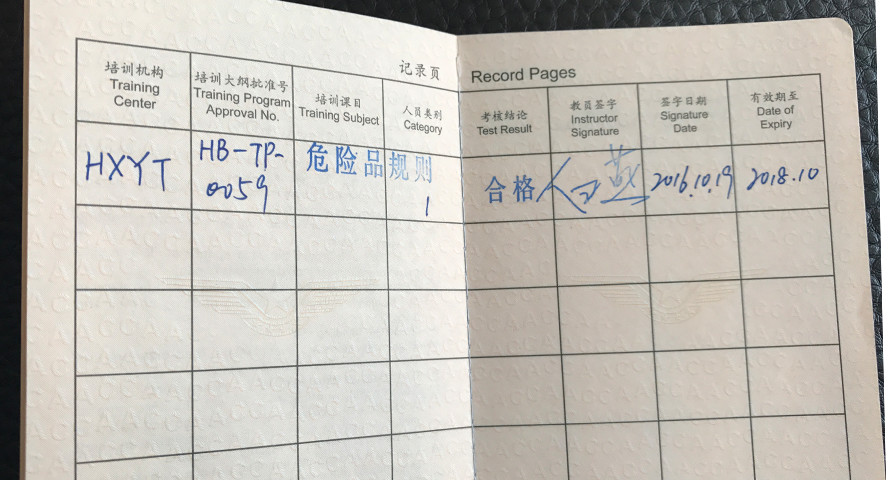 记录页
Record Pages
培训机构
Training
Center
培训大纲批准号
Training Program
Approval No.
培训课目
Training Subject
人员类别
Category
考核结论
Test Result
教员签字
Instructor
Signature
签字日期
Signature
Date
有效期至
Date of
Expiry
HXYT
HB-TP-
0059
危险品规则
1
合格
2016.10.19
2018.10